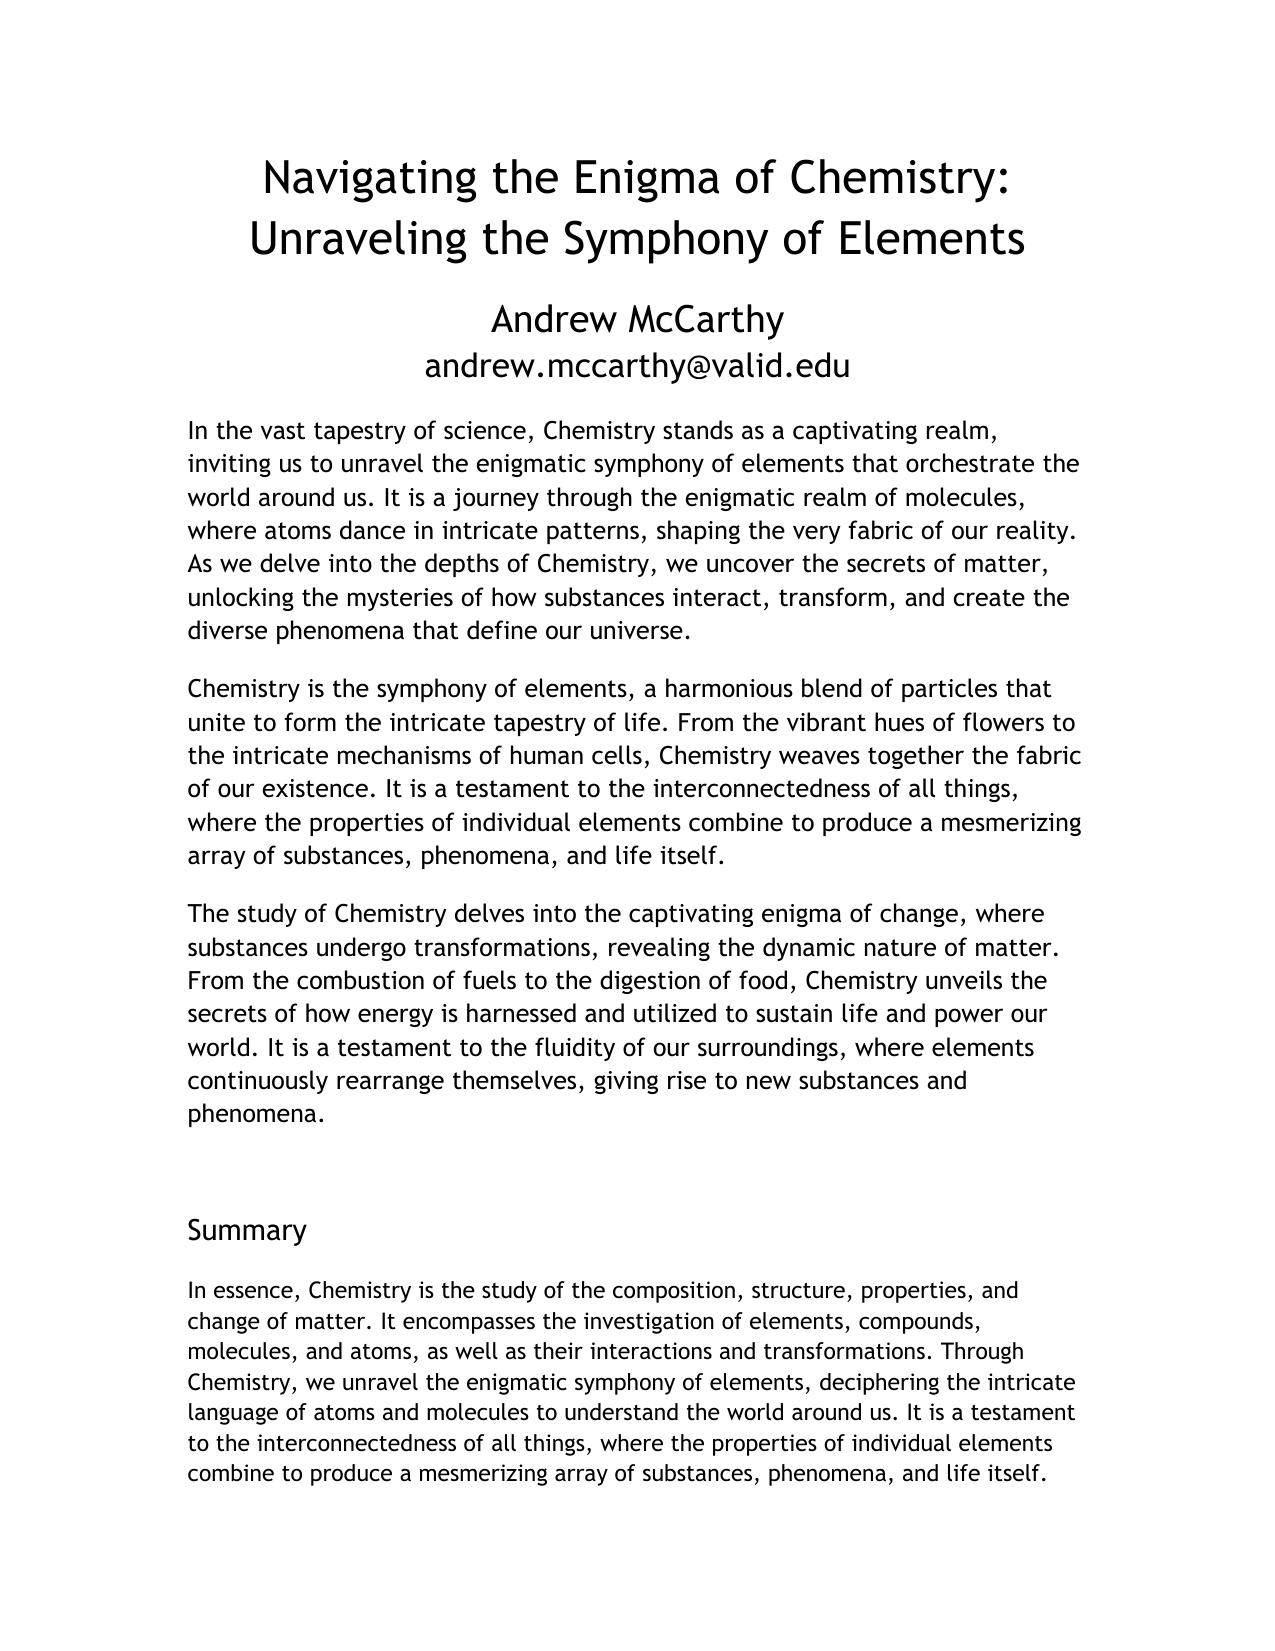 Navigating the Enigma of Chemistry:
Unraveling the Symphony of Elements
Andrew McCarthy
andrew.mccarthy@valid.edu
In the vast tapestry of science, Chemistry stands as a captivating realm,
inviting us to unravel the enigmatic symphony of elements that orchestrate the
world around us. It is a journey through the enigmatic realm of molecules,
where atoms dance in intricate patterns, shaping the very fabric of our reality.
As we delve into the depths of Chemistry, we uncover the secrets of matter,
unlocking the mysteries of how substances interact, transform, and create the
diverse phenomena that define our universe.
Chemistry is the symphony of elements, a harmonious blend of particles that
unite to form the intricate tapestry of life. From the vibrant hues of flowers to
the intricate mechanisms of human cells, Chemistry weaves together the fabric
of our existence. It is a testament to the interconnectedness of all things,
where the properties of individual elements combine to produce a mesmerizing
array of substances, phenomena, and life itself.
The study of Chemistry delves into the captivating enigma of change, where
substances undergo transformations, revealing the dynamic nature of matter.
From the combustion of fuels to the digestion of food, Chemistry unveils the
secrets of how energy is harnessed and utilized to sustain life and power our
world. It is a testament to the fluidity of our surroundings, where elements
continuously rearrange themselves, giving rise to new substances and
phenomena.
Summary
In essence, Chemistry is the study of the composition, structure, properties, and
change of matter. It encompasses the investigation of elements, compounds,
molecules, and atoms, as well as their interactions and transformations. Through
Chemistry, we unravel the enigmatic symphony of elements, deciphering the intricate
language of atoms and molecules to understand the world around us. It is a testament
to the interconnectedness of all things, where the properties of individual elements
combine to produce a mesmerizing array of substances, phenomena, and life itself.